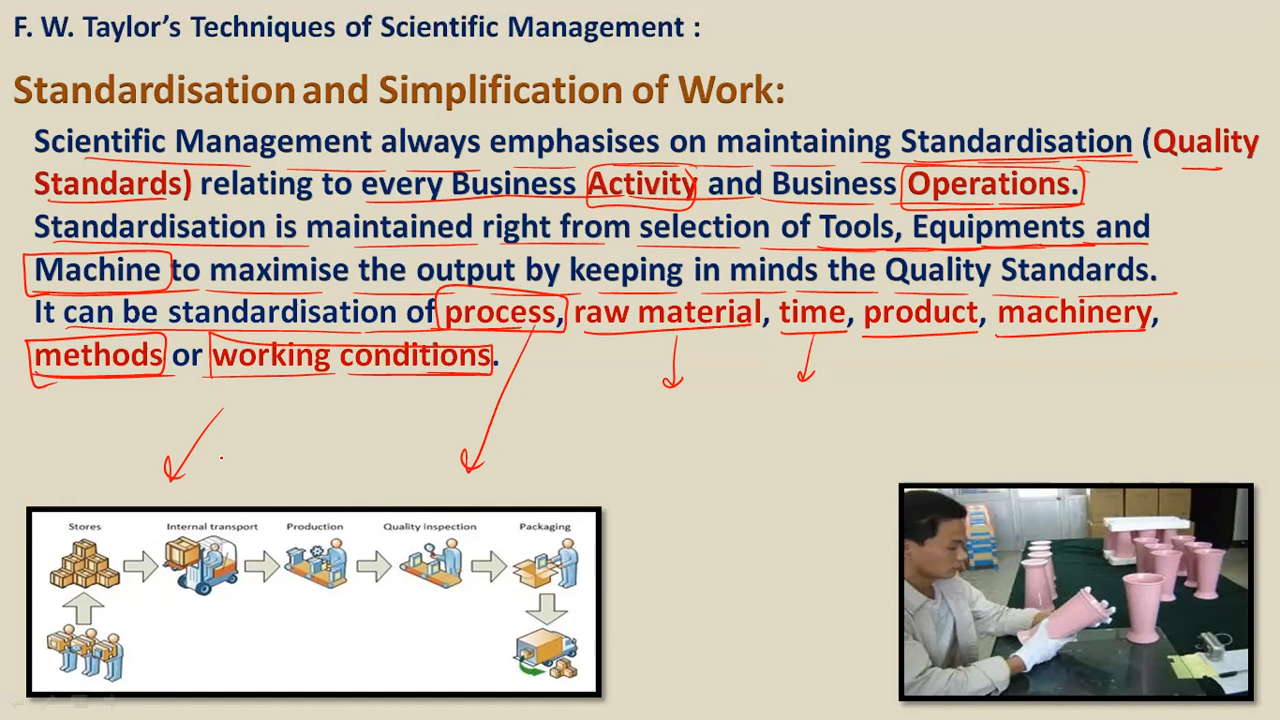 F. W. Taylor's Techniques of Scientific Management :
Standardisation and Simplification of Work:
Scientific Management always emphasises on maintaining Standardisation (Quality
Standards) relating to every Business Activity and Business Operations.
Standardisation is maintained right from selection of Tools, Equipments and
Machine to maximise the output by keeping in minds the Quality Standards.
It can be standardisation of process, raw material, time, product, machinery,
methods or working conditions.
Stores Internal transport Production Quality inspection Packaging